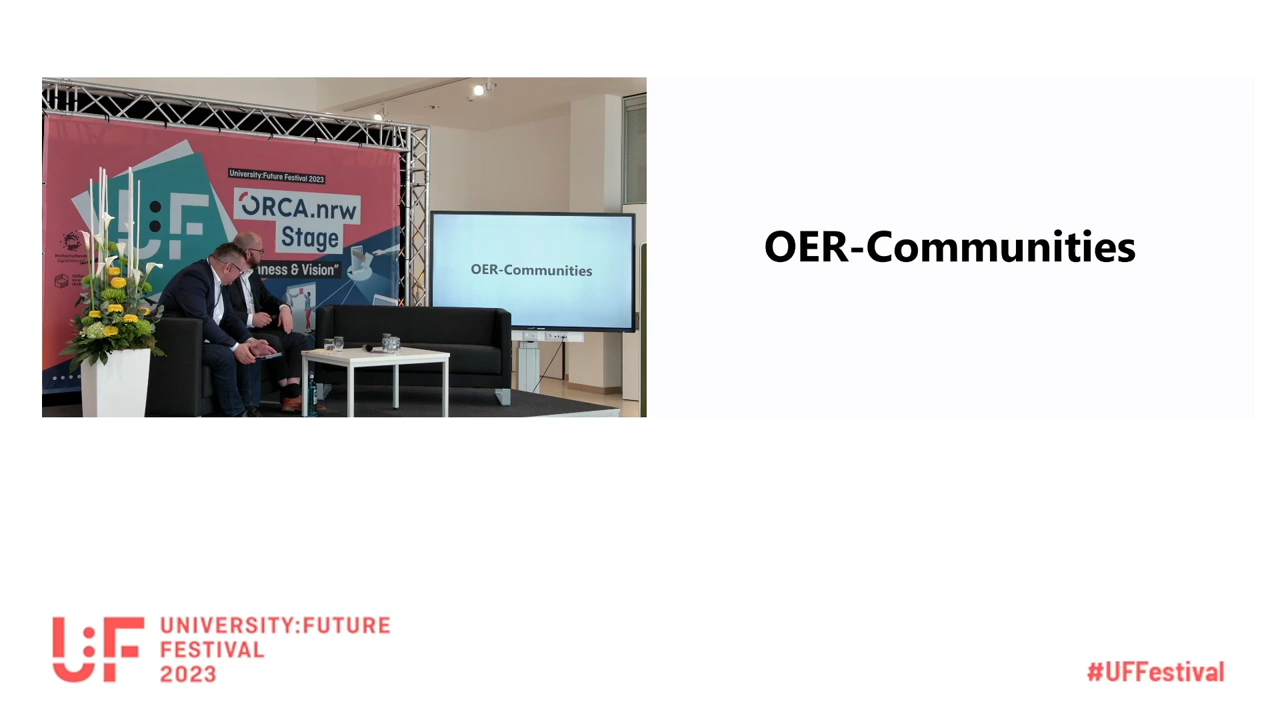 University:Future Festival 2023
ORCA.nrw
Stage
ness & Vision"
U:F
OER-Communities
OER-Communities
U:F
UNIVERSITY:FUTURE
FESTIVAL
2023
#UFFestival